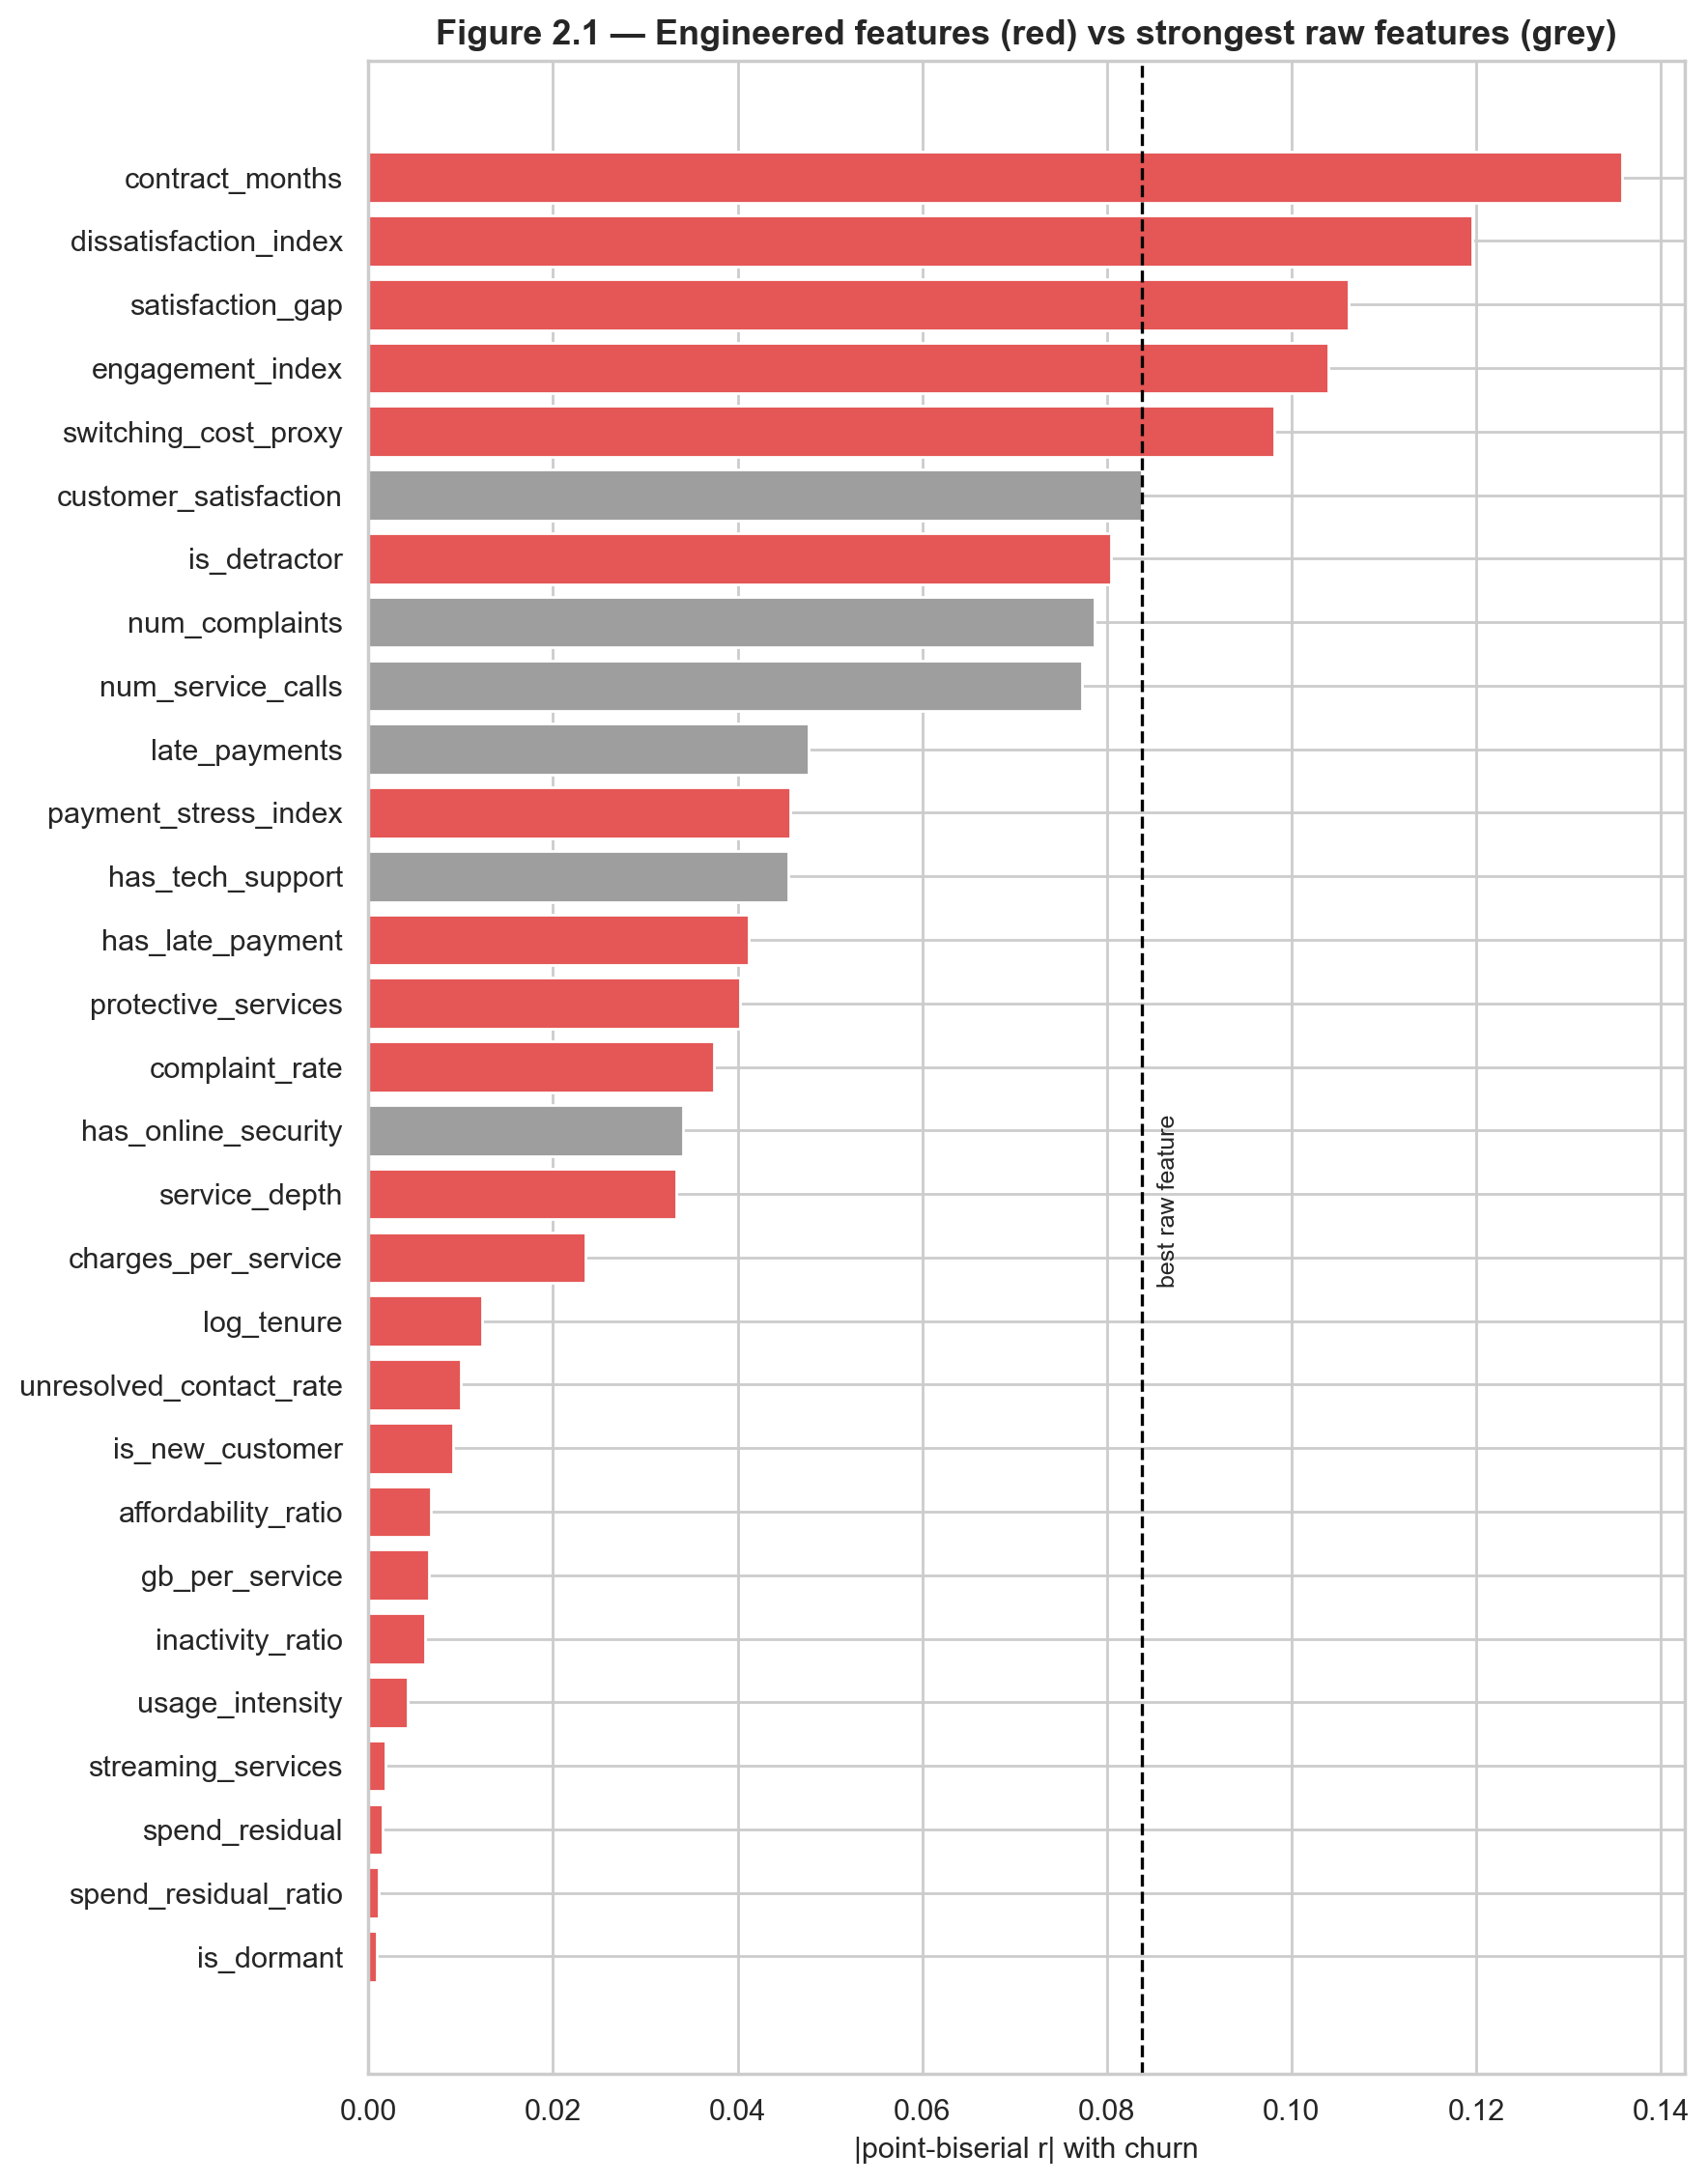 Figure 2.1 — Engineered features (red) vs strongest raw features (grey)
contract_months
dissatisfaction_index
satisfaction_gap
engagement_index
switching_cost_proxy
customer_satisfaction
is_detractor
num_complaints
num_service_calls
late_payments
payment_stress_index
has_tech_support
has_late_payment
protective_services
complaint_rate
has_online_security
service_depth
charges_per_service
log_tenure
unresolved_contact_rate
is_new_customer
affordability_ratio
gb_per_service
inactivity_ratio
usage_intensity
streaming_services
spend_residual
spend_residual_ratio
is_dormant
best raw feature
0.00 0.02 0.04 0.06 0.08 0.10 0.12 0.14
|point-biserial r| with churn